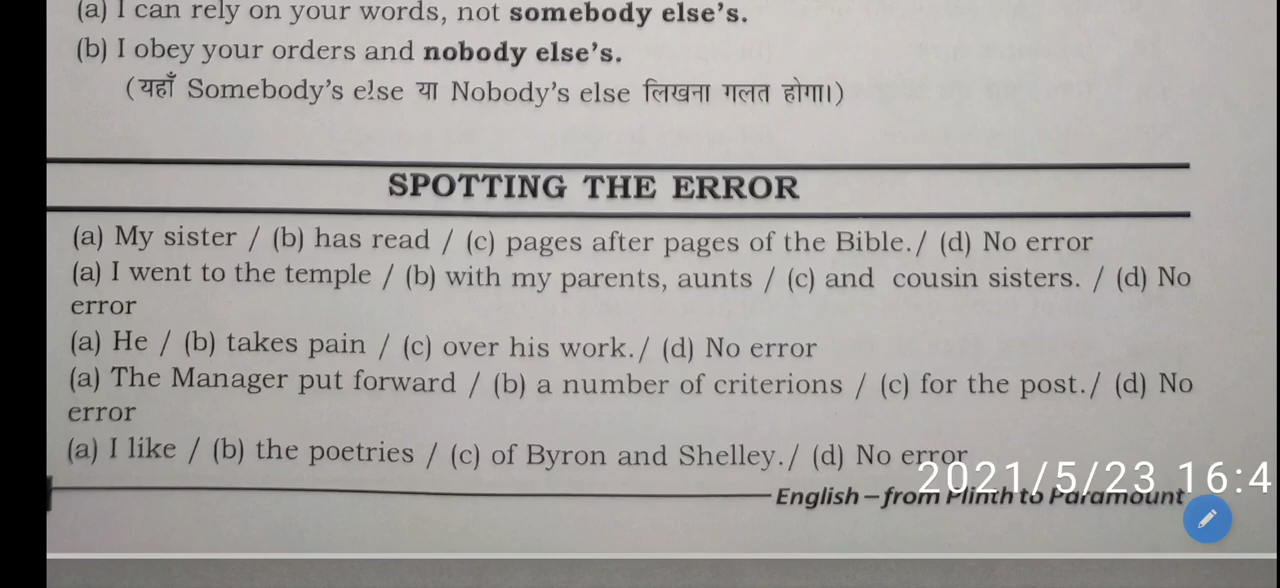 (a) I can rely on your words, not somebody else's.
(b) I obey your orders and nobody else's.
(यहाँ Somebody's else या Nobody's else लिखना गलत होगा।)
SPOTTING THE ERROR
(a) My sister / (b) has read / (c) pages after pages of the Bible./ (d) No error
(a) I went to the temple / (b) with my parents, aunts / (c) and cousin sisters. / (d) No
error
(a) He / (b) takes pain / (c) over his work./ (d) No error
(a) The Manager put forward / (b) a number of criterions / (c) for the post./ (d) No
error
(a) I like / (b) the poetries / (c) of Byron and Shelley./ (d) No error
2021/5/23 16:4
English – from Plinth to Paramount